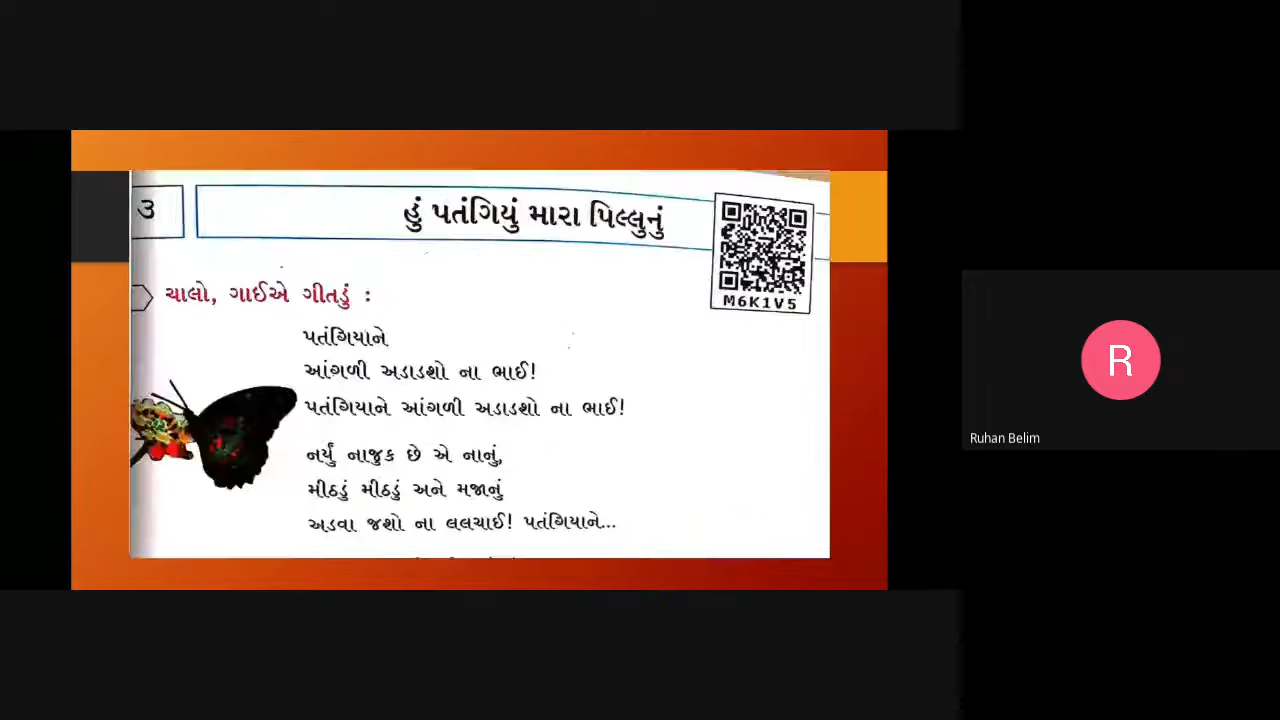 ૩
હું પતંગિયું મારા પિલ્લુનું
M6K1V5
ચાલો, ગાઈએ ગીતડું :
પતંગિયાને
આંગળી અડાડશો ના ભાઈ!
પતંગિયાને આંગળી અડાડશો ના ભાઈ!
નર્યું નાજુક છે એ નાનું,
મીઠડું મીઠડું અને મજાનું
અડવા જશો ના લલચાઈ! પતંગિયાને...
R
Ruhan Belim